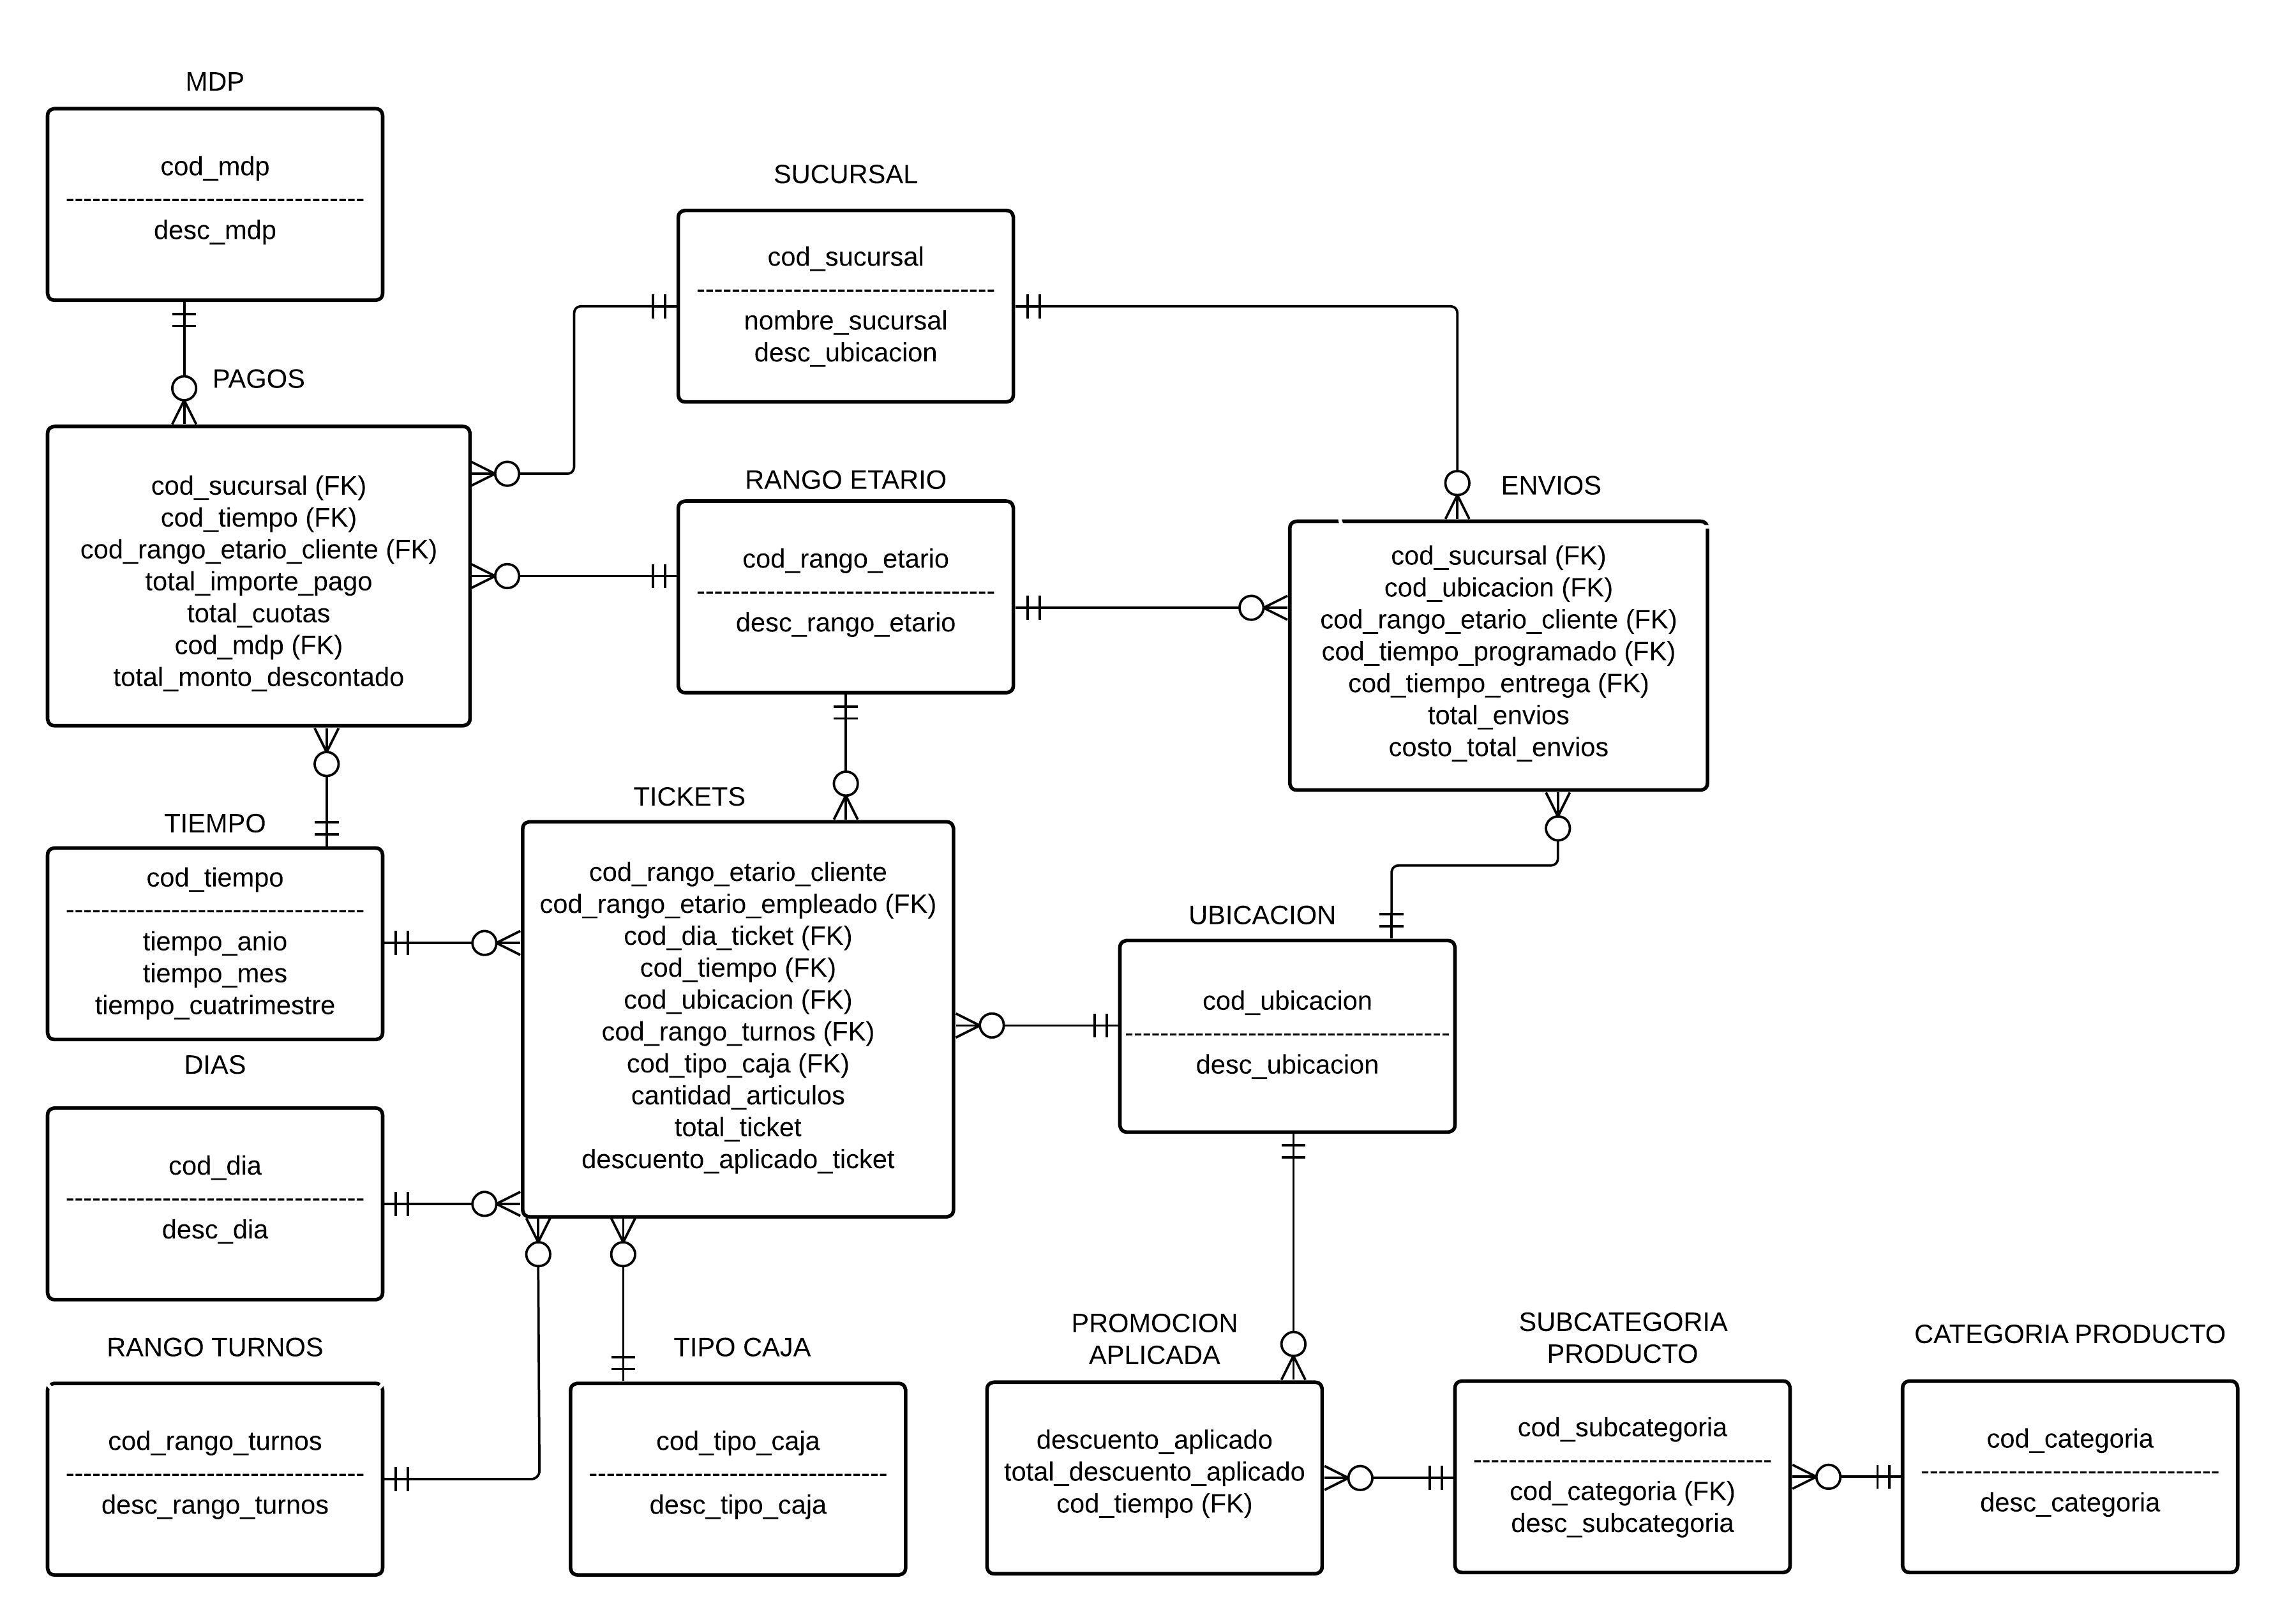 MDP
cod_mdp
desc_mdp
SUCURSAL
cod_sucursal
nombre_sucursal
desc_ubicacion
PAGOS
cod_sucursal (FK)
cod_tiempo (FK)
cod_rango_etario_cliente (FK)
total_importe_pago
total_cuotas
cod_mdp (FK)
total_monto_descontado
RANGO ETARIO
cod_rango_etario
desc_rango_etario
ENVIOS
cod_sucursal (FK)
cod_ubicacion (FK)
cod_rango_etario_cliente (FK)
cod_tiempo_programado (FK)
cod_tiempo_entrega (FK)
total_envios
costo_total_envios
TIEMPO
cod_tiempo
tiempo_anio
tiempo_mes
tiempo_cuatrimestre
TICKETS
cod_rango_etario_cliente
cod_rango_etario_empleado (FK)
cod_dia_ticket (FK)
cod_tiempo (FK)
cod_ubicacion (FK)
cod_rango_turnos (FK)
cod_tipo_caja (FK)
cantidad_articulos
total_ticket
descuento_aplicado_ticket
UBICACION
cod_ubicacion
desc_ubicacion
DIAS
cod_dia
desc_dia
RANGO TURNOS
cod_rango_turnos
desc_rango_turnos
TIPO CAJA
cod_tipo_caja
desc_tipo_caja
PROMOCION
APLICADA
descuento_aplicado
total_descuento_aplicado
cod_tiempo (FK)
SUBCATEGORIA
PRODUCTO
cod_subcategoria
cod_categoria (FK)
desc_subcategoria
CATEGORIA PRODUCTO
cod_categoria
desc_categoria